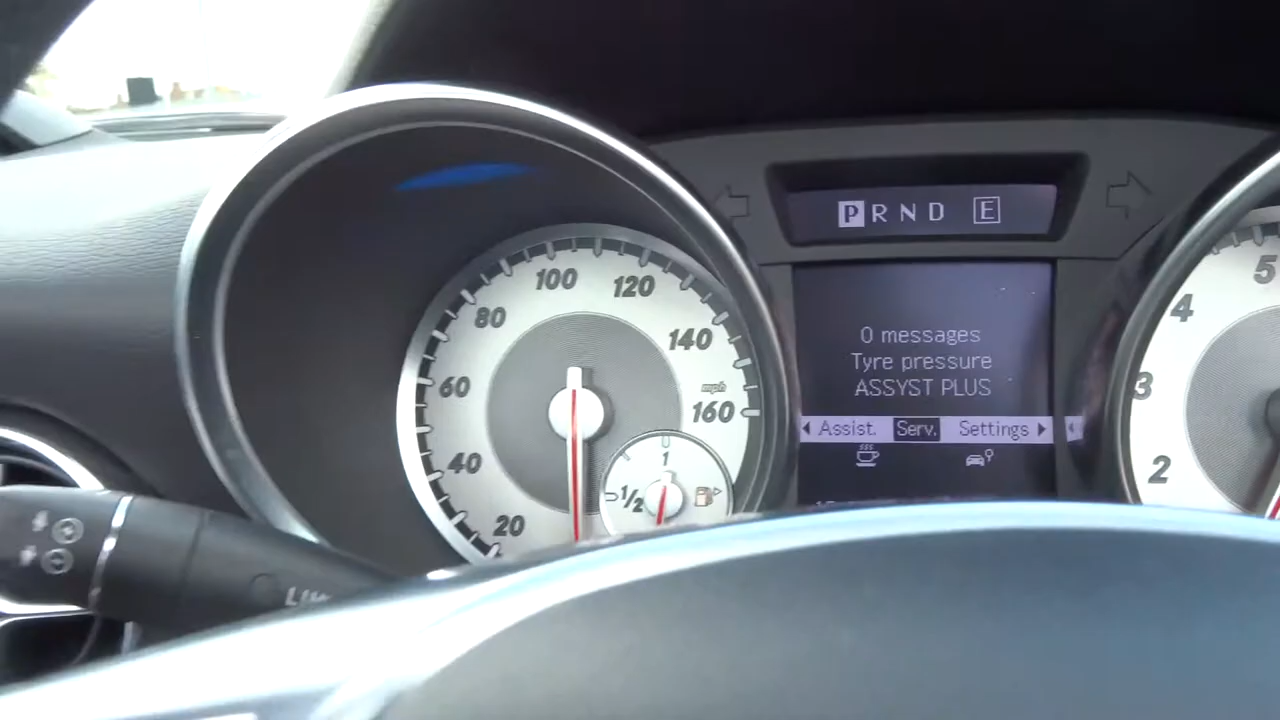 P R N D E
0 messages
Tyre pressure
ASSYST PLUS
Assist. Serv. Settings
20
40
60
80
100
120
140
mph
160
1
1/2
2
3
4
5